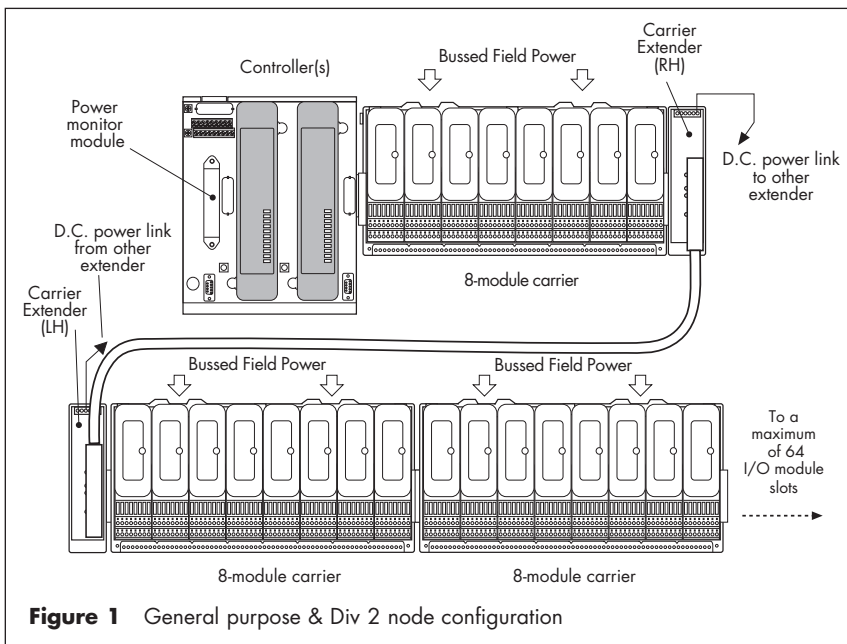 Controller(s)
Bussed Field Power
Carrier
Extender
(RH)
Power
monitor
module
D.C. power link
to other
extender
D.C. power link
from other
extender
8-module carrier
Carrier
Extender
(LH)
Bussed Field Power
Bussed Field Power
To a
maximum
of 64
I/O module
slots
8-module carrier
8-module carrier
Figure 1 General purpose & Div 2 node configuration